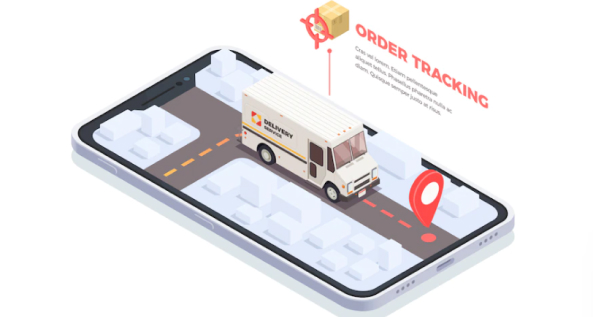 ORDER TRACKING
Cras vel lorem. Etiam pellentesque
aliquet tellus. Phasellus pharetra nulla ac
diam. Quisque semper justo at risus.
DELIVERY
SERVICE